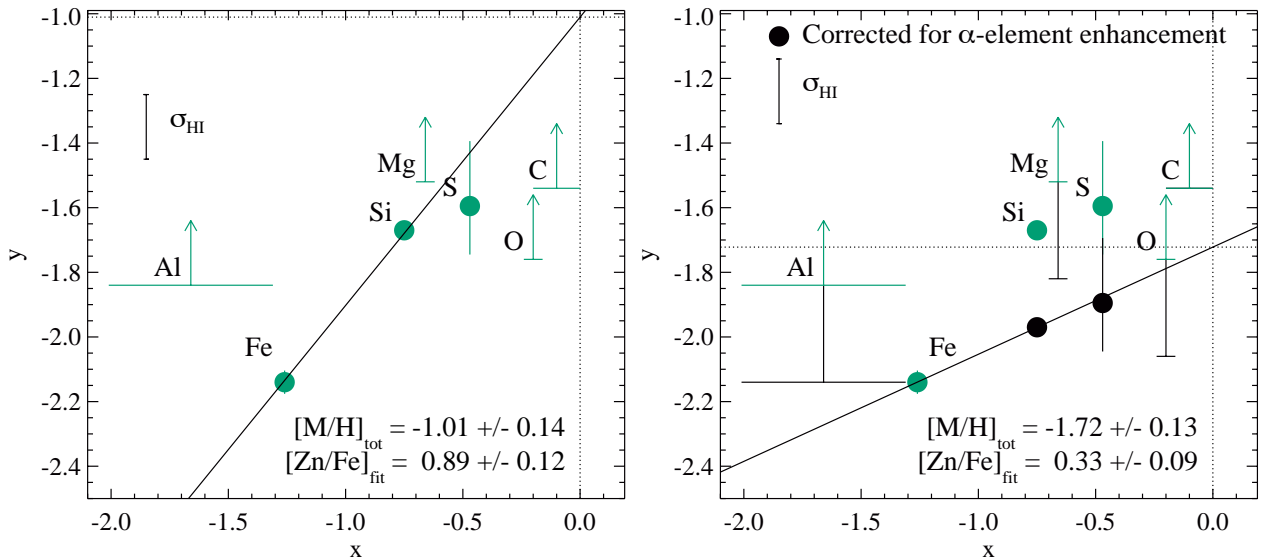 -1.0
-1.2
-1.4
-1.6
-1.8
-2.0
-2.2
-2.4
y
σHI
Mg
C
S
Si
O
Al
Fe
[M/H]tot = -1.01 +/- 0.14
[Zn/Fe]fit = 0.89 +/- 0.12
-2.0 -1.5 -1.0 -0.5 0.0
x
-1.0
-1.2
-1.4
-1.6
-1.8
-2.0
-2.2
-2.4
y
Corrected for α-element enhancement
σHI
Mg
C
S
Si
O
Al
Fe
[M/H]tot = -1.72 +/- 0.13
[Zn/Fe]fit = 0.33 +/- 0.09
-2.0 -1.5 -1.0 -0.5 0.0
x